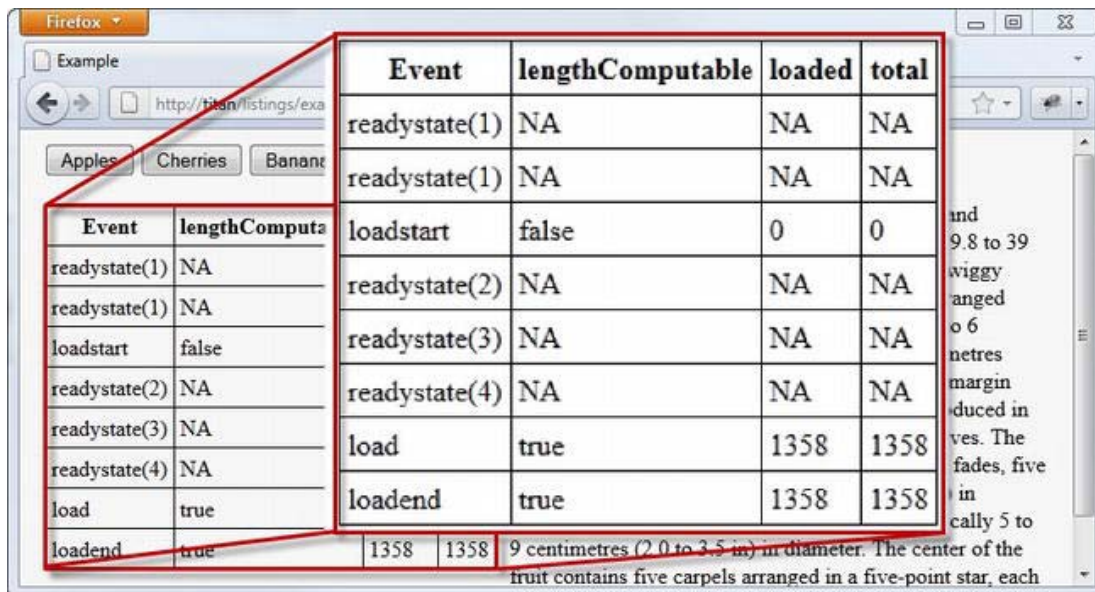 Firefox
Example
http://titan/listings/exa
Apples Cherries Banana
Event lengthComputable loaded total
readystate(1) NA NA NA
readystate(1) NA NA NA
loadstart false 0 0
readystate(2) NA NA NA
readystate(3) NA NA NA
readystate(4) NA NA NA
load true 1358 1358
loadend true 1358 1358
Event lengthComputa
readystate(1) NA
readystate(1) NA
loadstart false
readystate(2) NA
readystate(3) NA
readystate(4) NA
load true
loadend true 1358 1358
and
9.8 to 39
wiggy
anged
o 6
metres
margin
duced in
ves. The
fades, five
in
cally 5 to
9 centimetres (2.0 to 3.5 in) in diameter. The center of the
fruit contains five carpels arranged in a five-point star, each